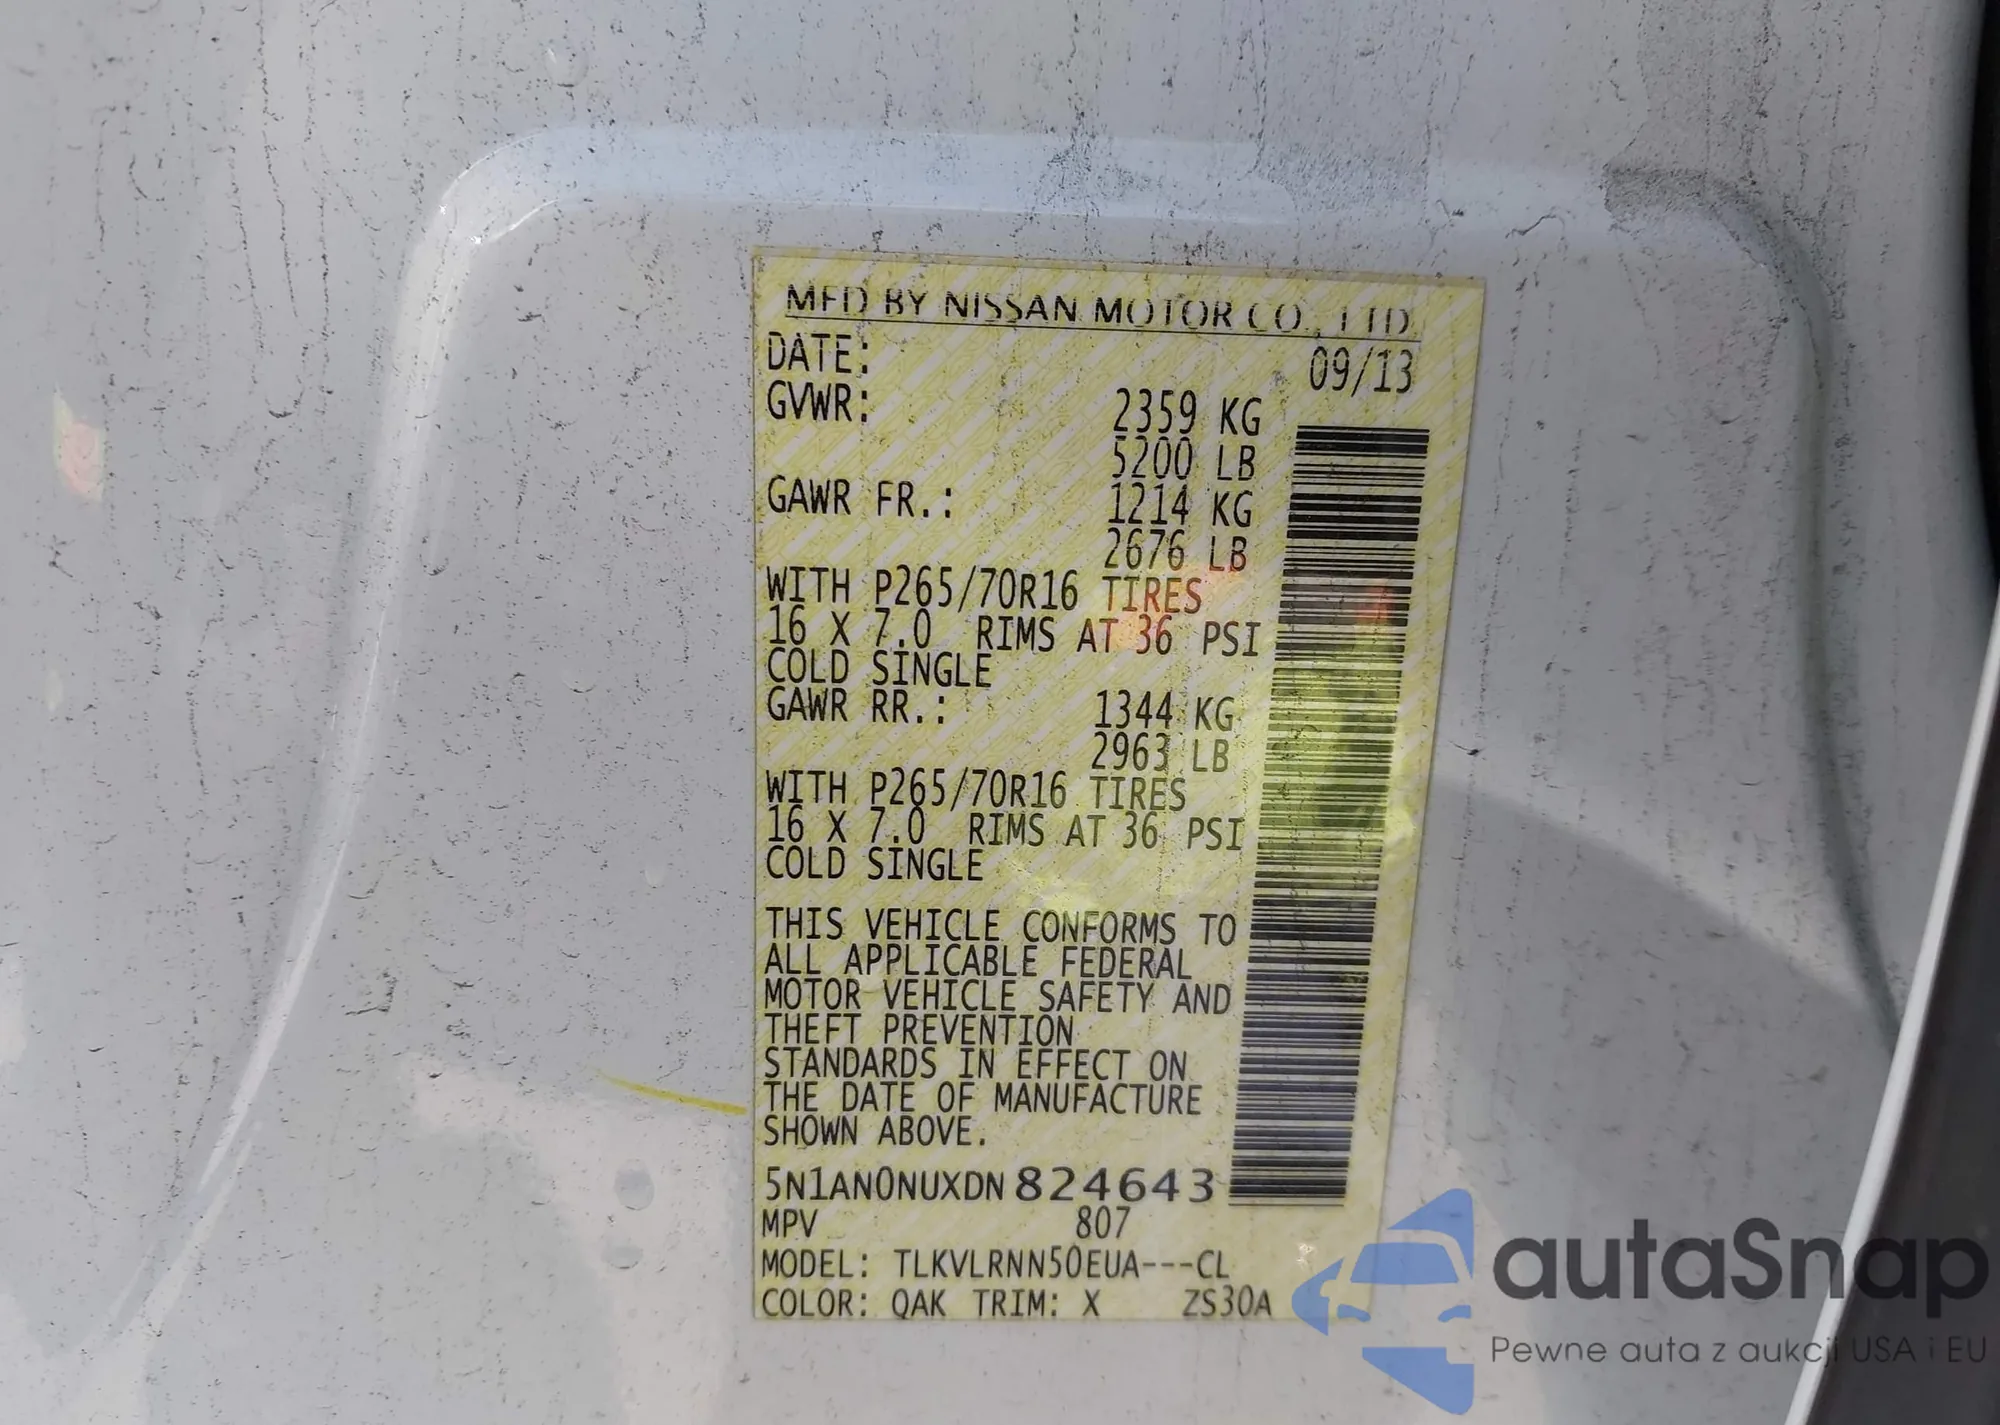 MFD BY NISSAN MOTOR CO., LTD.
DATE: 09/13
GVWR: 2359 KG
5200 LB
GAWR FR.: 1214 KG
2676 LB
WITH P265/70R16 TIRES
16 X 7.0 RIMS AT 36 PSI
COLD SINGLE
GAWR RR.: 1344 KG
2963 LB
WITH P265/70R16 TIRES
16 X 7.0 RIMS AT 36 PSI
COLD SINGLE
THIS VEHICLE CONFORMS TO
ALL APPLICABLE FEDERAL
MOTOR VEHICLE SAFETY AND
THEFT PREVENTION
STANDARDS IN EFFECT ON
THE DATE OF MANUFACTURE
SHOWN ABOVE.
5N1AN0NUXDN824643
MPV 807
MODEL: TLKVLRNN50EUA---CL
COLOR: QAK TRIM: X ZS30A
autaSnap
Pewne auta z aukcji USA i EU